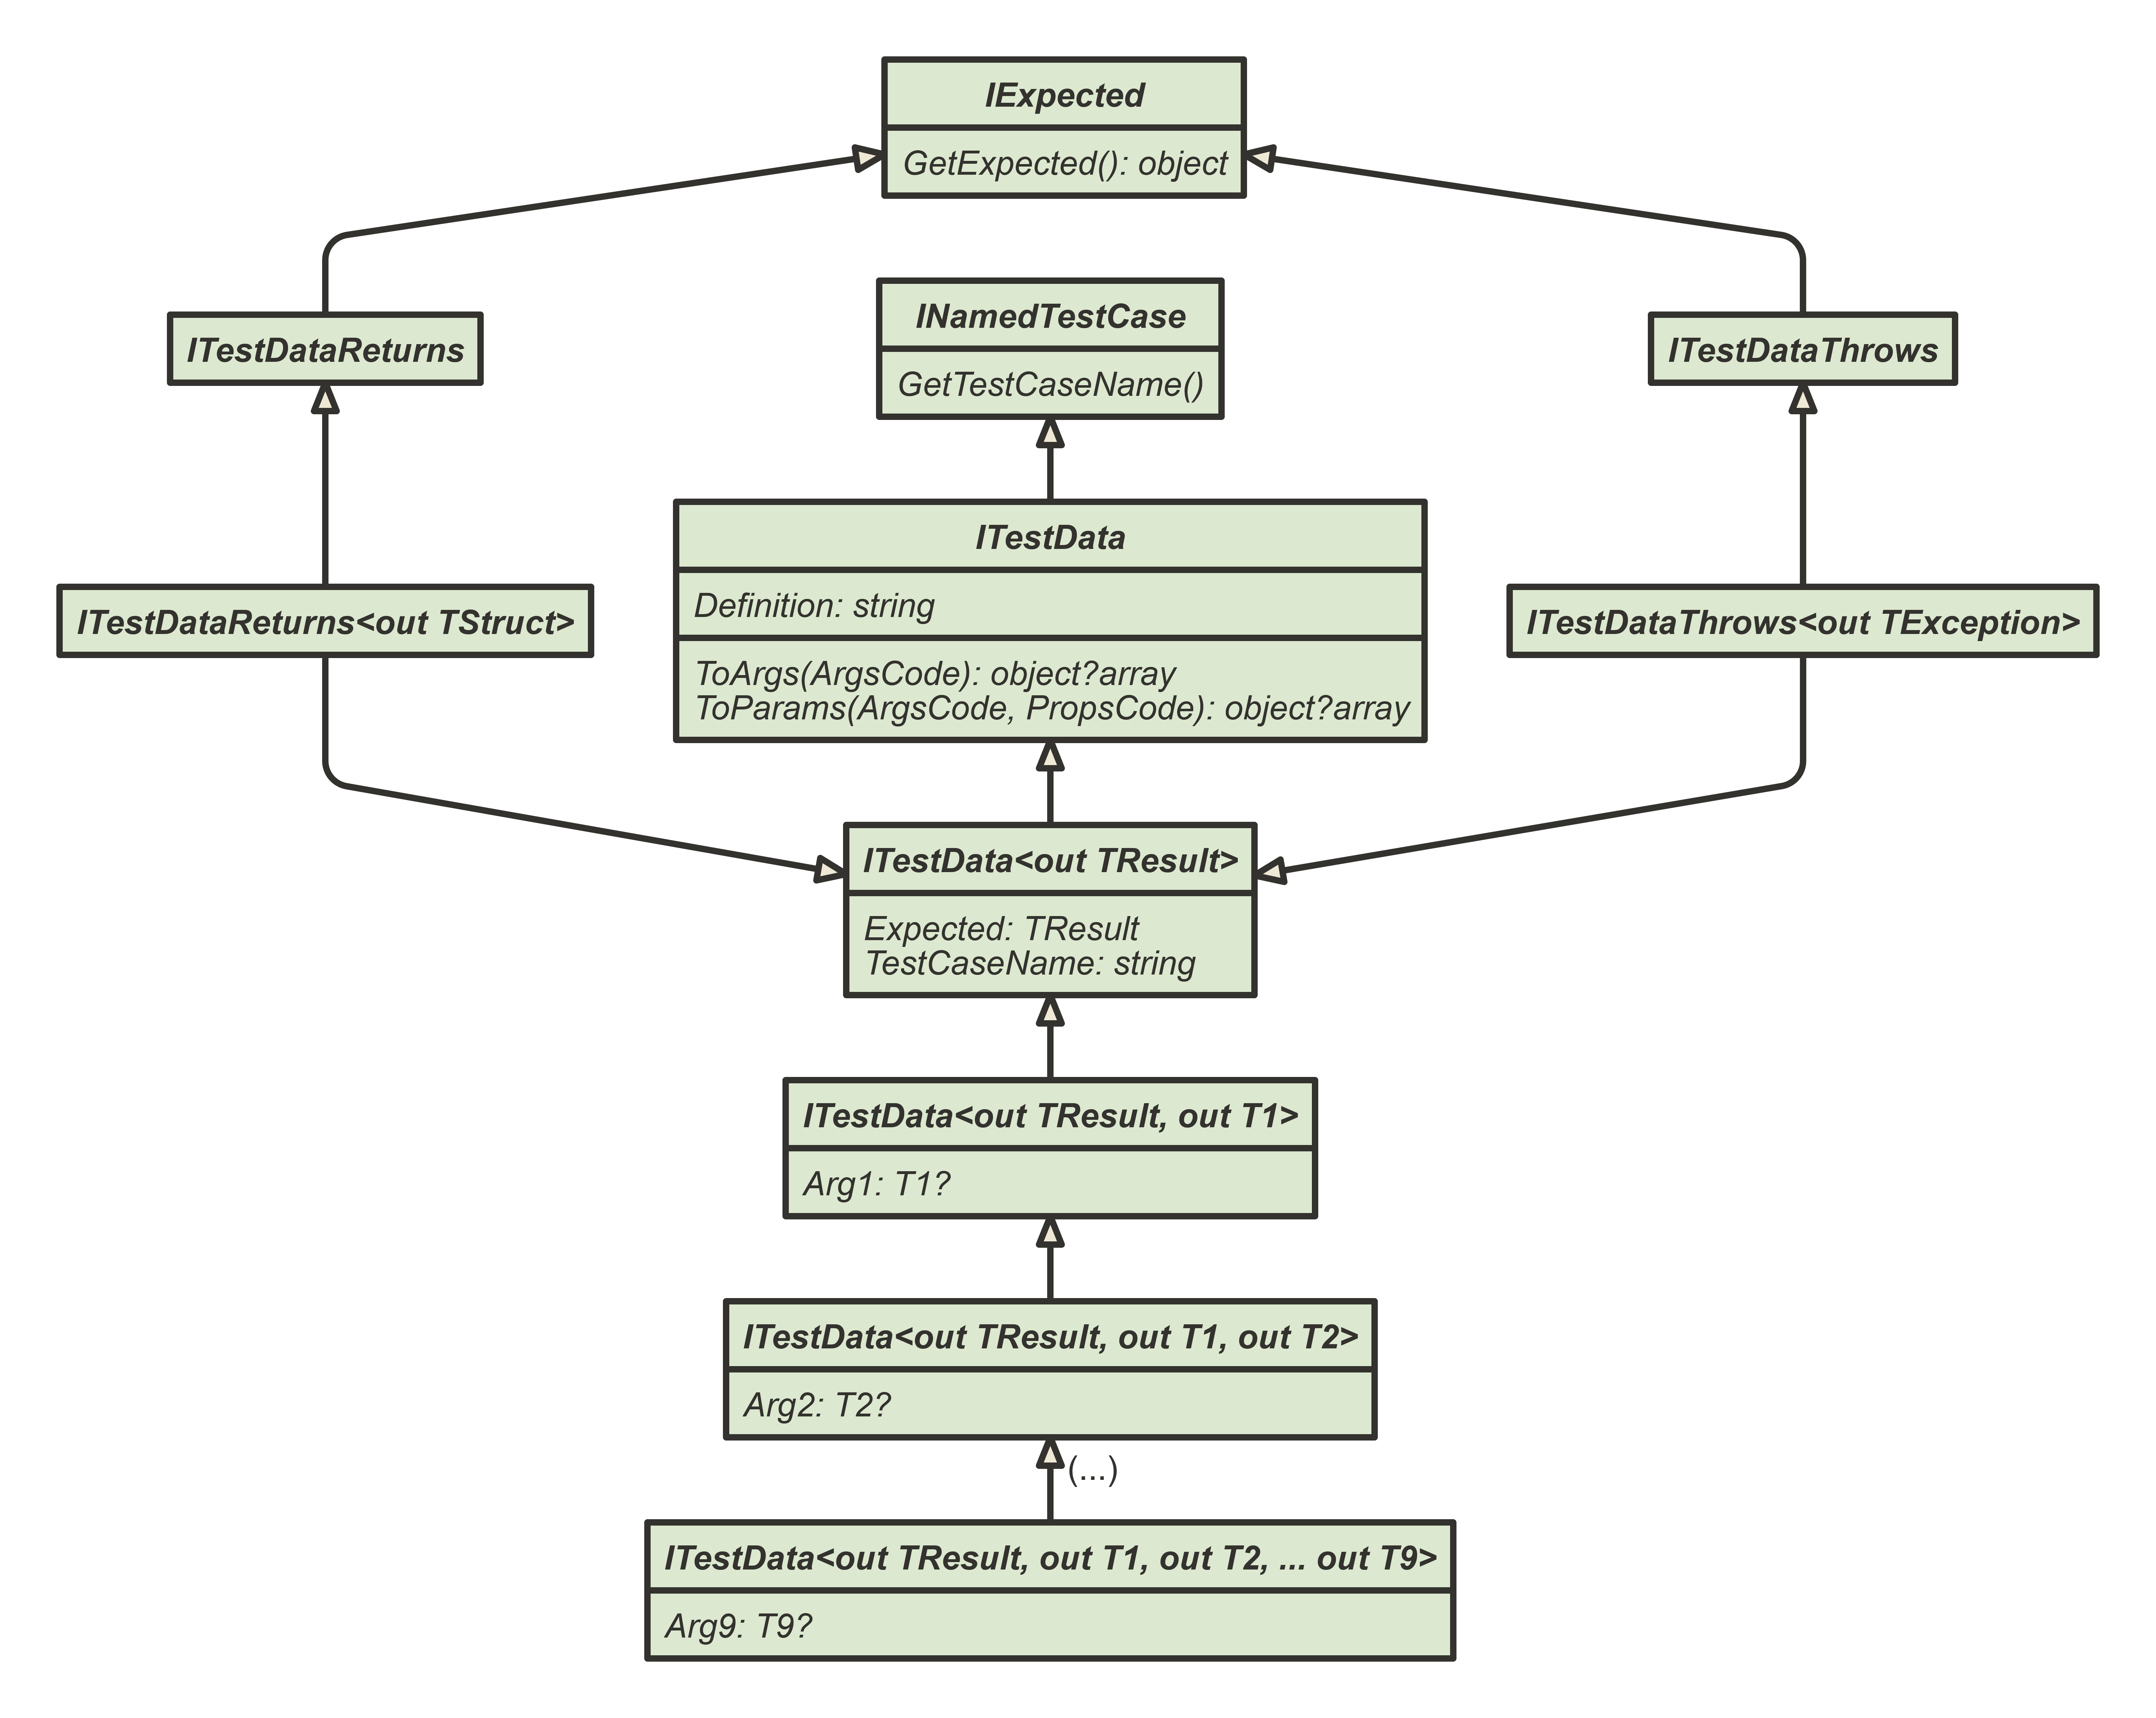 IExpected
GetExpected(): object
INamedTestCase
GetTestCaseName()
ITestDataReturns
ITestDataThrows
ITestData
Definition: string
ToArgs(ArgsCode): object?array
ToParams(ArgsCode, PropsCode): object?array
ITestDataReturns<out TStruct>
ITestDataThrows<out TException>
ITestData<out TResult>
Expected: TResult
TestCaseName: string
ITestData<out TResult, out T1>
Arg1: T1?
ITestData<out TResult, out T1, out T2>
Arg2: T2?
(...)
ITestData<out TResult, out T1, out T2, ... out T9>
Arg9: T9?